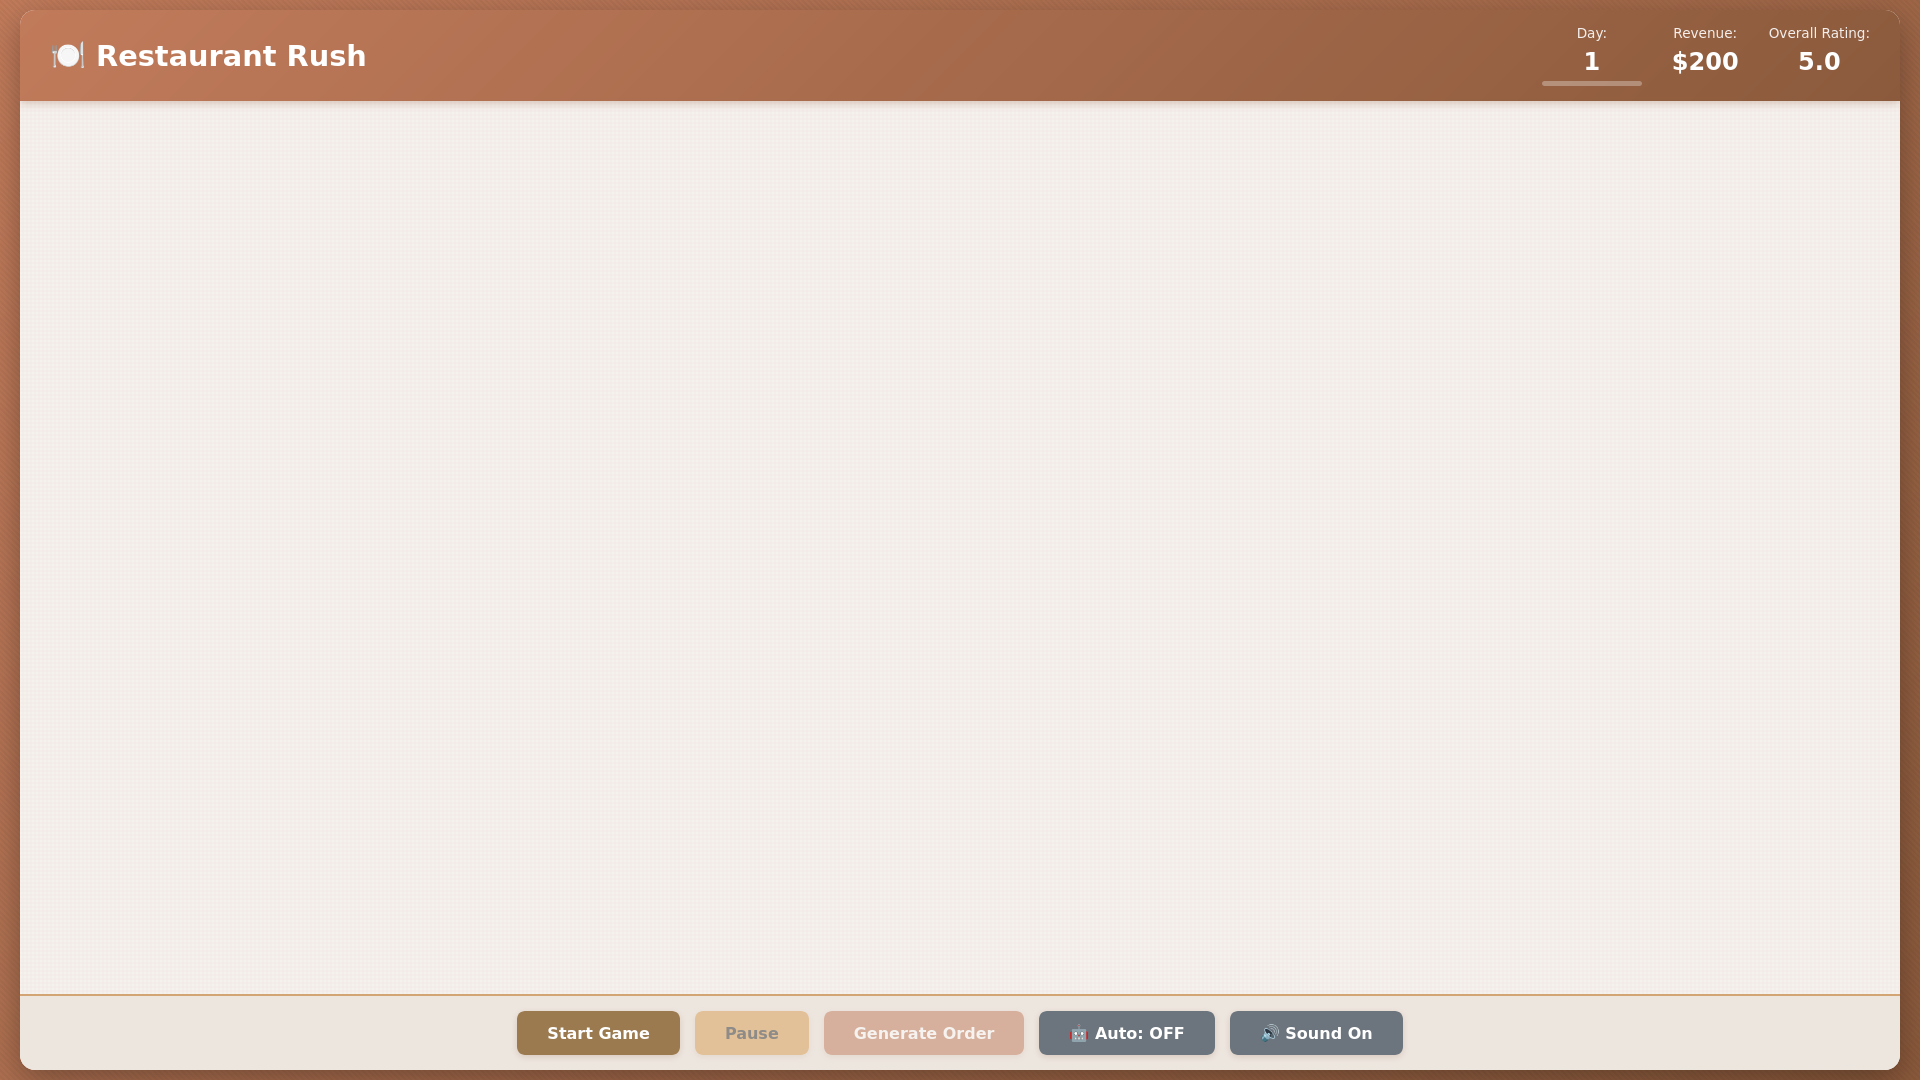 🍽️ Restaurant Rush
Day:
1
Revenue:
$200
Overall Rating:
5.0
Start Game
Pause
Generate Order
🤖 Auto: OFF
🔊 Sound On